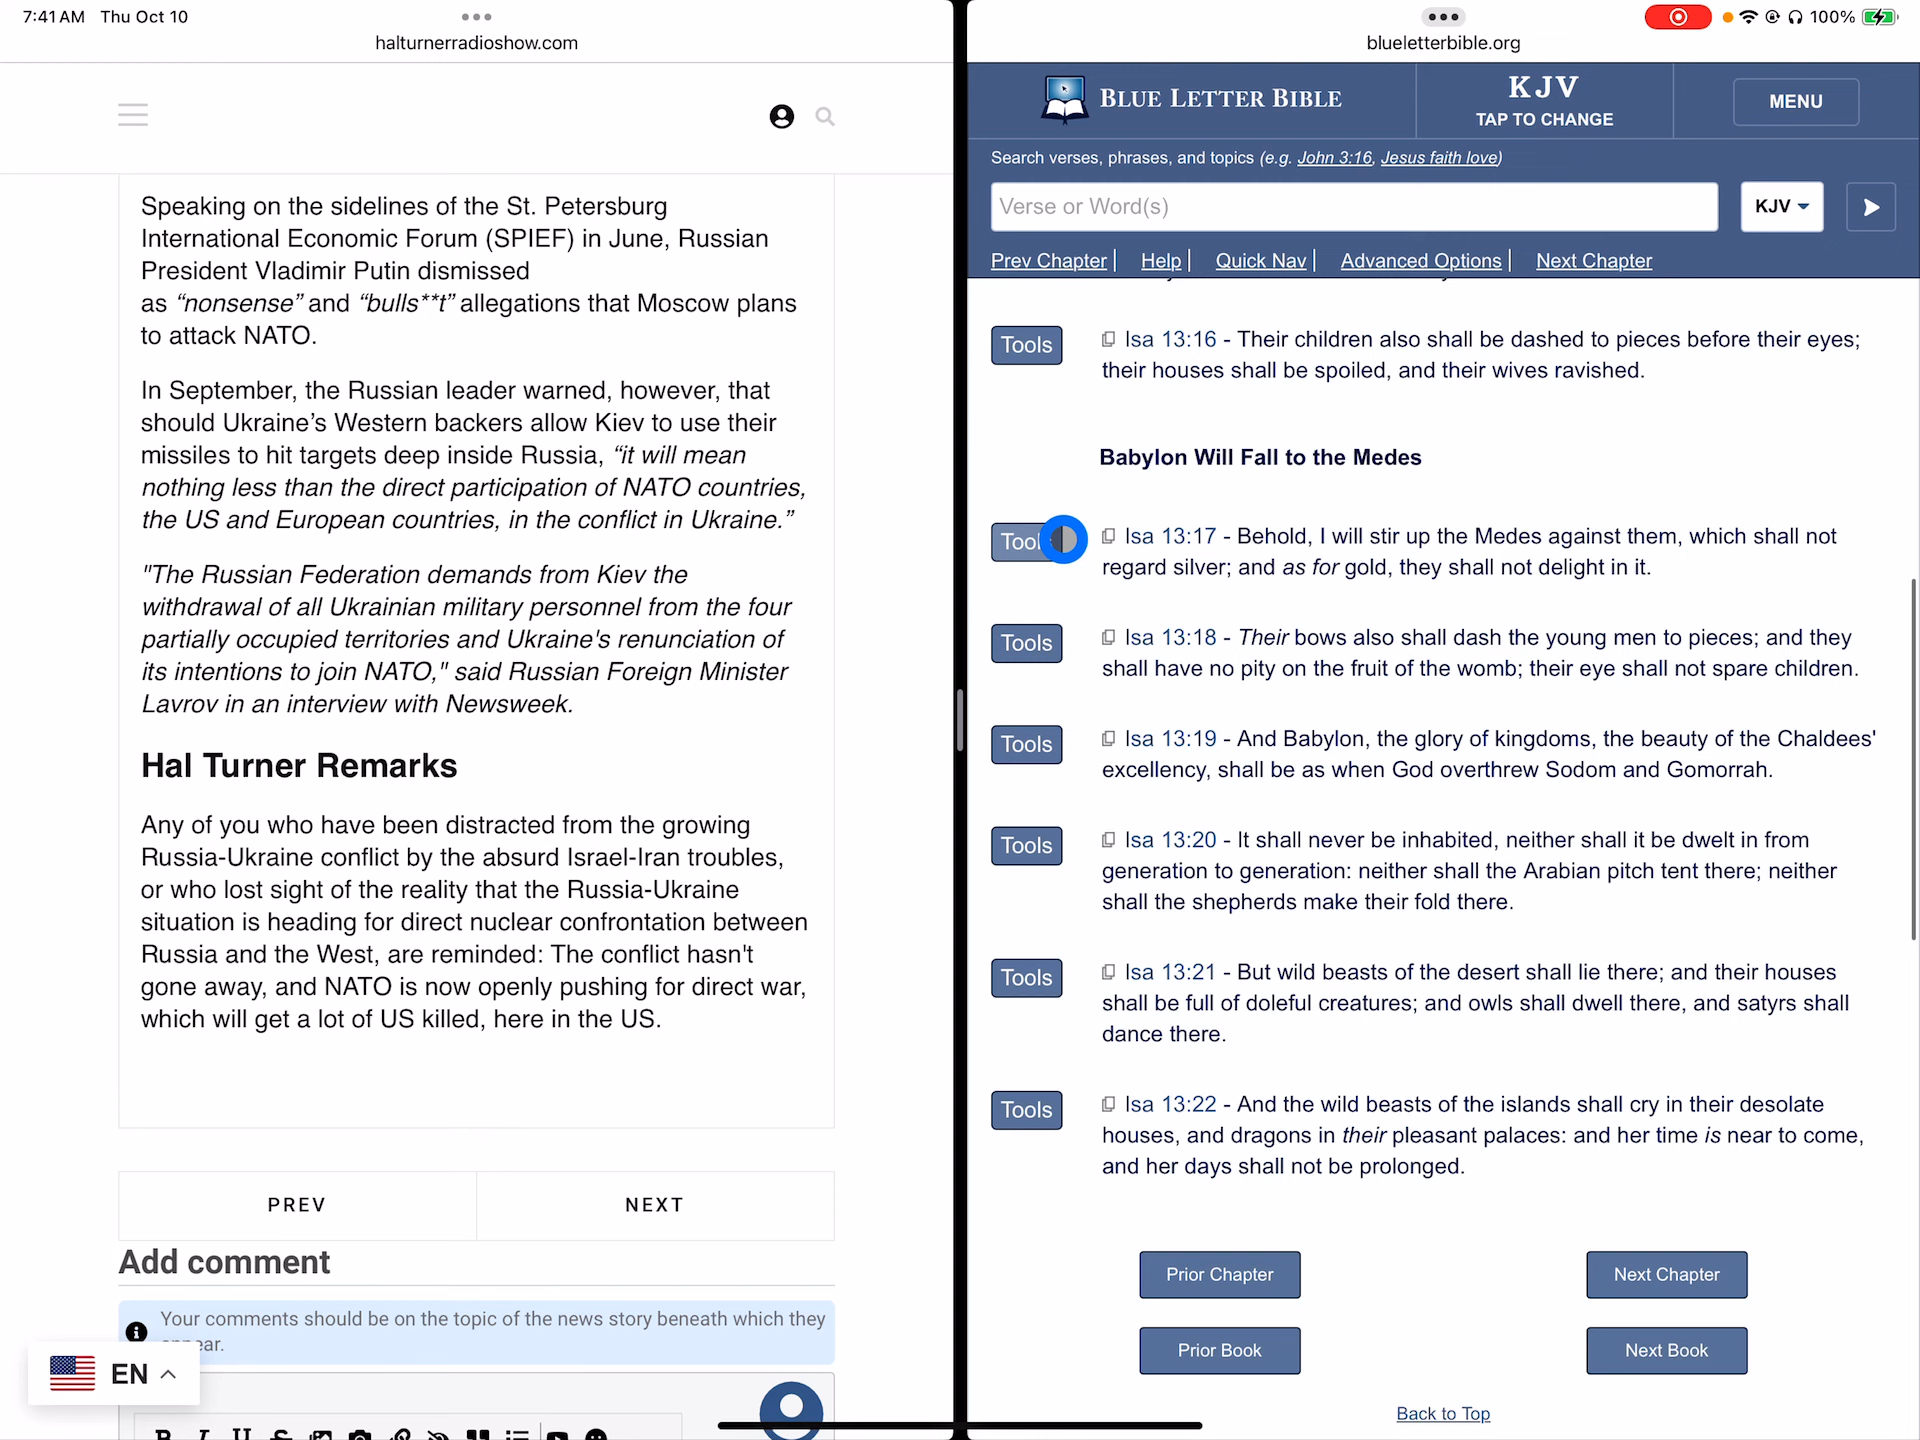 7:41 AM Thu Oct 10
halturnerradioshow.com
Speaking on the sidelines of the St. Petersburg
International Economic Forum (SPIEF) in June, Russian
President Vladimir Putin dismissed
as “nonsense” and “bulls**t” allegations that Moscow plans
to attack NATO.
In September, the Russian leader warned, however, that
should Ukraine’s Western backers allow Kiev to use their
missiles to hit targets deep inside Russia, “it will mean
nothing less than the direct participation of NATO countries,
the US and European countries, in the conflict in Ukraine.”
"The Russian Federation demands from Kiev the
withdrawal of all Ukrainian military personnel from the four
partially occupied territories and Ukraine's renunciation of
its intentions to join NATO," said Russian Foreign Minister
Lavrov in an interview with Newsweek.
Hal Turner Remarks
Any of you who have been distracted from the growing
Russia-Ukraine conflict by the absurd Israel-Iran troubles,
or who lost sight of the reality that the Russia-Ukraine
situation is heading for direct nuclear confrontation between
Russia and the West, are reminded: The conflict hasn't
gone away, and NATO is now openly pushing for direct war,
which will get a lot of US killed, here in the US.
PREV NEXT
Add comment
Your comments should be on the topic of the news story beneath which they
EN
B I U S
100%
blueletterbible.org
BLUE LETTER BIBLE
KJV
TAP TO CHANGE
MENU
Search verses, phrases, and topics (e.g. John 3:16, Jesus faith love)
Verse or Word(s)
KJV
Prev Chapter | Help | Quick Nav | Advanced Options | Next Chapter
Tools Isa 13:16 - Their children also shall be dashed to pieces before their eyes;
their houses shall be spoiled, and their wives ravished.
Babylon Will Fall to the Medes
Isa 13:17 - Behold, I will stir up the Medes against them, which shall not
regard silver; and as for gold, they shall not delight in it.
Tools Isa 13:18 - Their bows also shall dash the young men to pieces; and they
shall have no pity on the fruit of the womb; their eye shall not spare children.
Tools Isa 13:19 - And Babylon, the glory of kingdoms, the beauty of the Chaldees'
excellency, shall be as when God overthrew Sodom and Gomorrah.
Tools Isa 13:20 - It shall never be inhabited, neither shall it be dwelt in from
generation to generation: neither shall the Arabian pitch tent there; neither
shall the shepherds make their fold there.
Tools Isa 13:21 - But wild beasts of the desert shall lie there; and their houses
shall be full of doleful creatures; and owls shall dwell there, and satyrs shall
dance there.
Tools Isa 13:22 - And the wild beasts of the islands shall cry in their desolate
houses, and dragons in their pleasant palaces: and her time is near to come,
and her days shall not be prolonged.
Prior Chapter Next Chapter
Prior Book Next Book
Back to Top